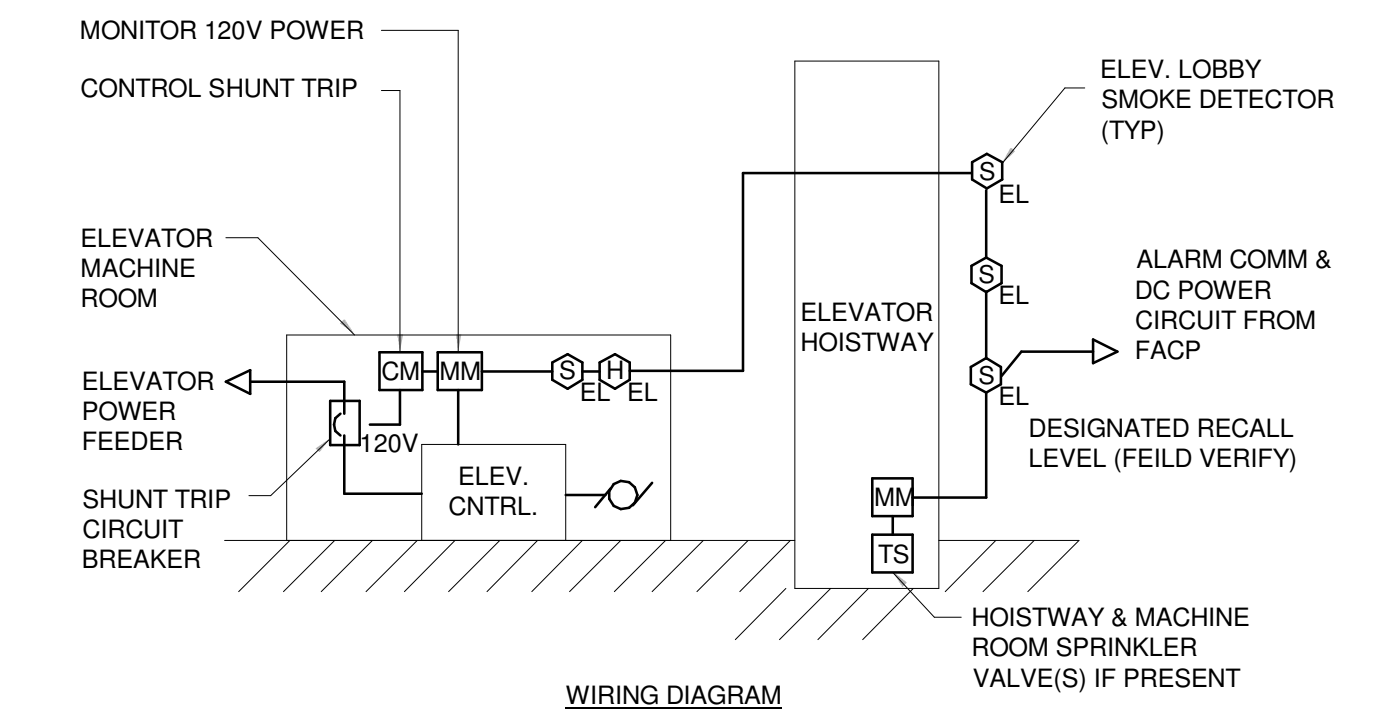 MONITOR 120V POWER
CONTROL SHUNT TRIP
ELEV. LOBBY
SMOKE DETECTOR
(TYP)
S
EL
ELEVATOR
MACHINE
ROOM
S
EL
ALARM COMM &
DC POWER
CIRCUIT FROM
FACP
ELEVATOR
HOISTWAY
CM
MM
S
EL
H
EL
S
EL
ELEVATOR
POWER
FEEDER
120V
DESIGNATED RECALL
LEVEL (FEILD VERIFY)
ELEV.
CNTRL.
SHUNT TRIP
CIRCUIT
BREAKER
MM
TS
HOISTWAY & MACHINE
ROOM SPRINKLER
VALVE(S) IF PRESENT
WIRING DIAGRAM